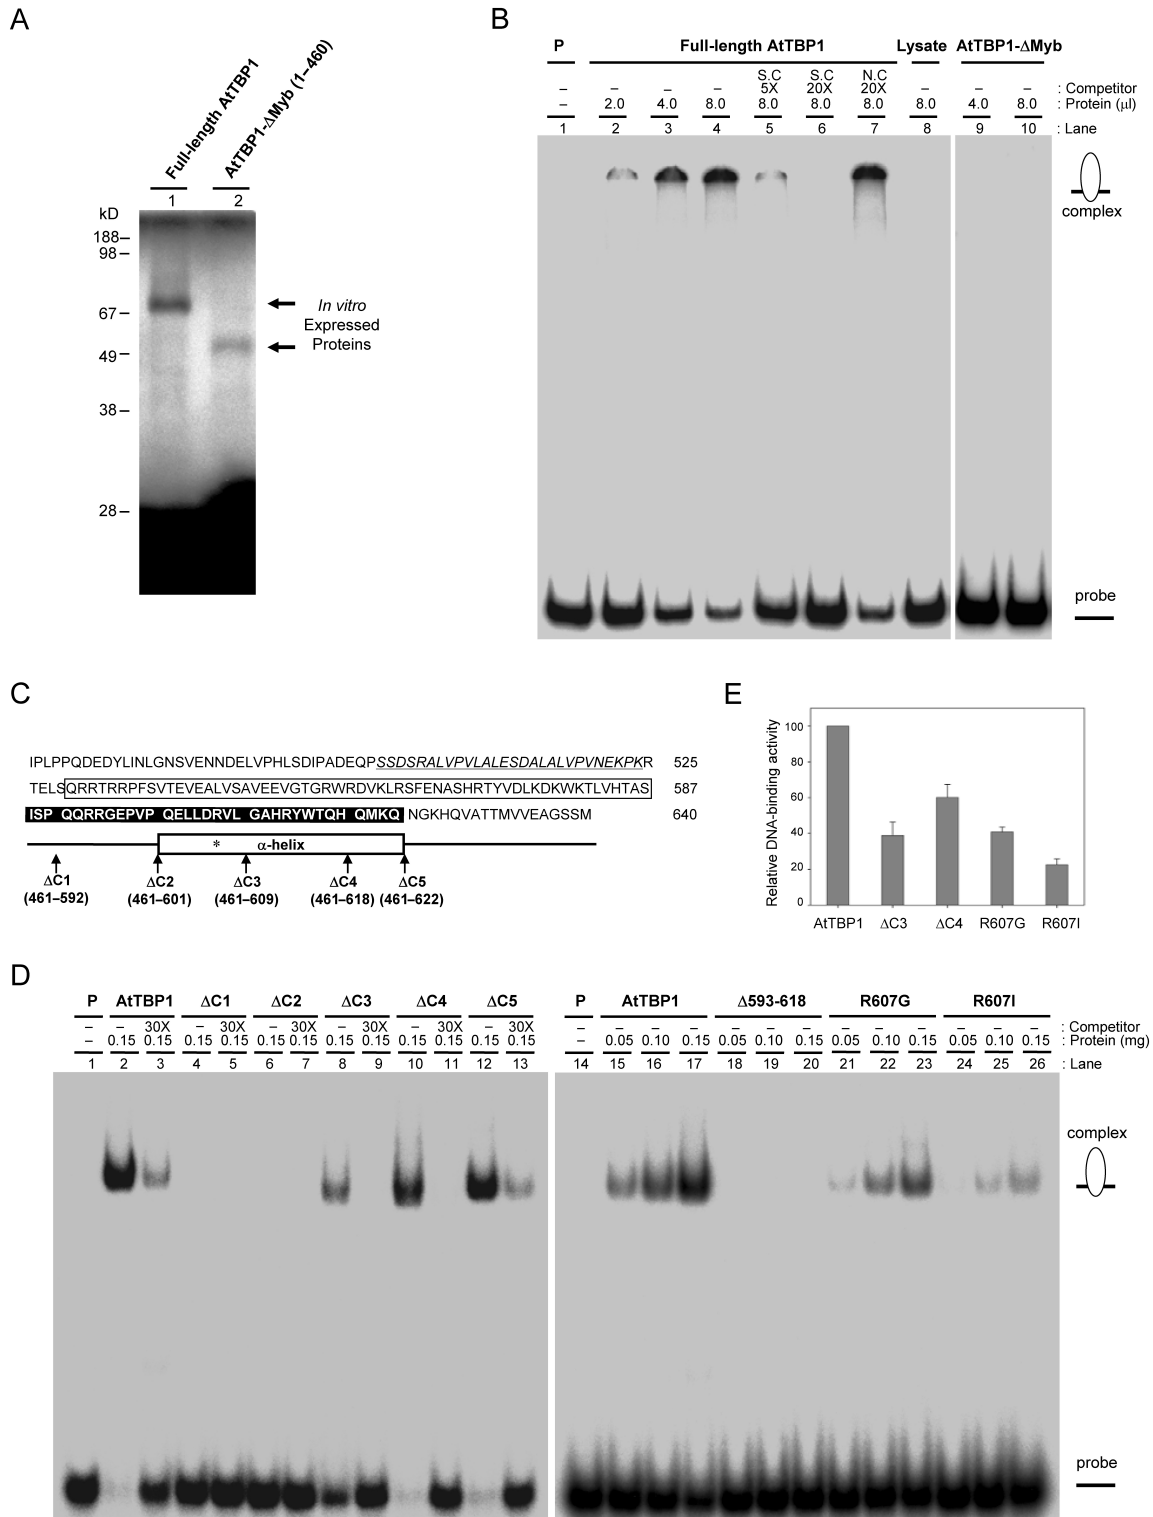 A
Full-length AtTBP1
AtTBP1-ΔMyb (1–460)
1 2
kD
188
98
67
49
38
28
In vitro
Expressed
Proteins
B
P Full-length AtTBP1 Lysate AtTBP1-ΔMyb
S.C S.C N.C
– – – – 5X 20X 20X – – – : Competitor
– 2.0 4.0 8.0 8.0 8.0 8.0 8.0 4.0 8.0 : Protein (μl)
1 2 3 4 5 6 7 8 9 10 : Lane
complex
probe
C
IPLPPQDEDYLINLGNSVENNDELVPHLSDIPADEQPSSDSRALVPVLALESDALALVPVNEKPKR 525
TELSQRRTRRPFSVTEVEALVSAVEEVGTGRWRDVKLRSFENASHRTYVDLKDKWKTLVHTAS 587
ISP QQRRGEPVP QELLDRVL GAHRYWTQH QMKQ NGKHQVATTMVVEAGSSM 640
* α-helix
ΔC1 ΔC2 ΔC3 ΔC4 ΔC5
(461–592) (461–601) (461–609) (461–618) (461–622)
E
Relative DNA-binding activity
100
80
60
40
20
0
AtTBP1 ΔC3 ΔC4 R607G R607I
D
P AtTBP1 ΔC1 ΔC2 ΔC3 ΔC4 ΔC5 P AtTBP1 Δ593-618 R607G R607I
– – 30X – 30X – 30X – 30X – 30X – 30X – – – – – : Competitor
– 0.15 0.15 0.15 0.15 0.15 0.15 0.15 0.15 0.15 0.15 0.15 0.15 – 0.05 0.10 0.15 0.05 0.10 0.15 0.05 0.10 0.15 0.05 0.10 0.15 : Protein (mg)
1 2 3 4 5 6 7 8 9 10 11 12 13 14 15 16 17 18 19 20 21 22 23 24 25 26 : Lane
complex
probe